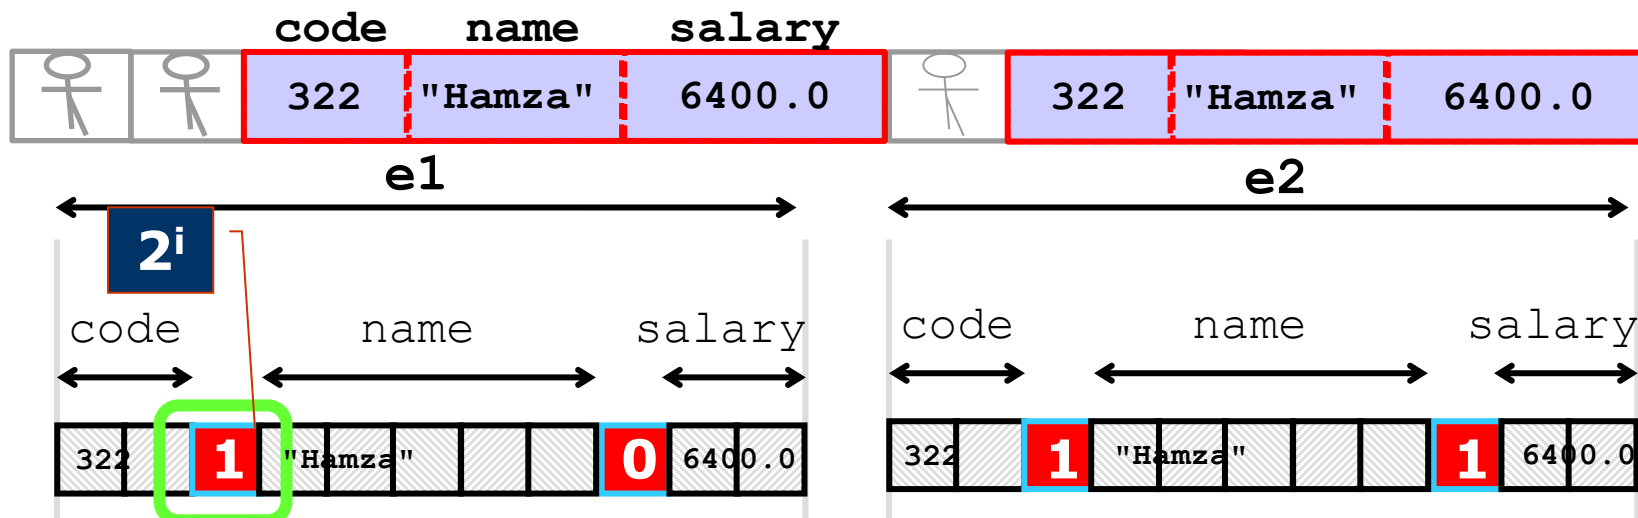 code name salary
322 "Hamza" 6400.0 322 "Hamza" 6400.0
e1 e2
2ⁱ
code name salary code name salary
322 1 "Hamza" 0 6400.0 322 1 "Hamza" 1 6400.0